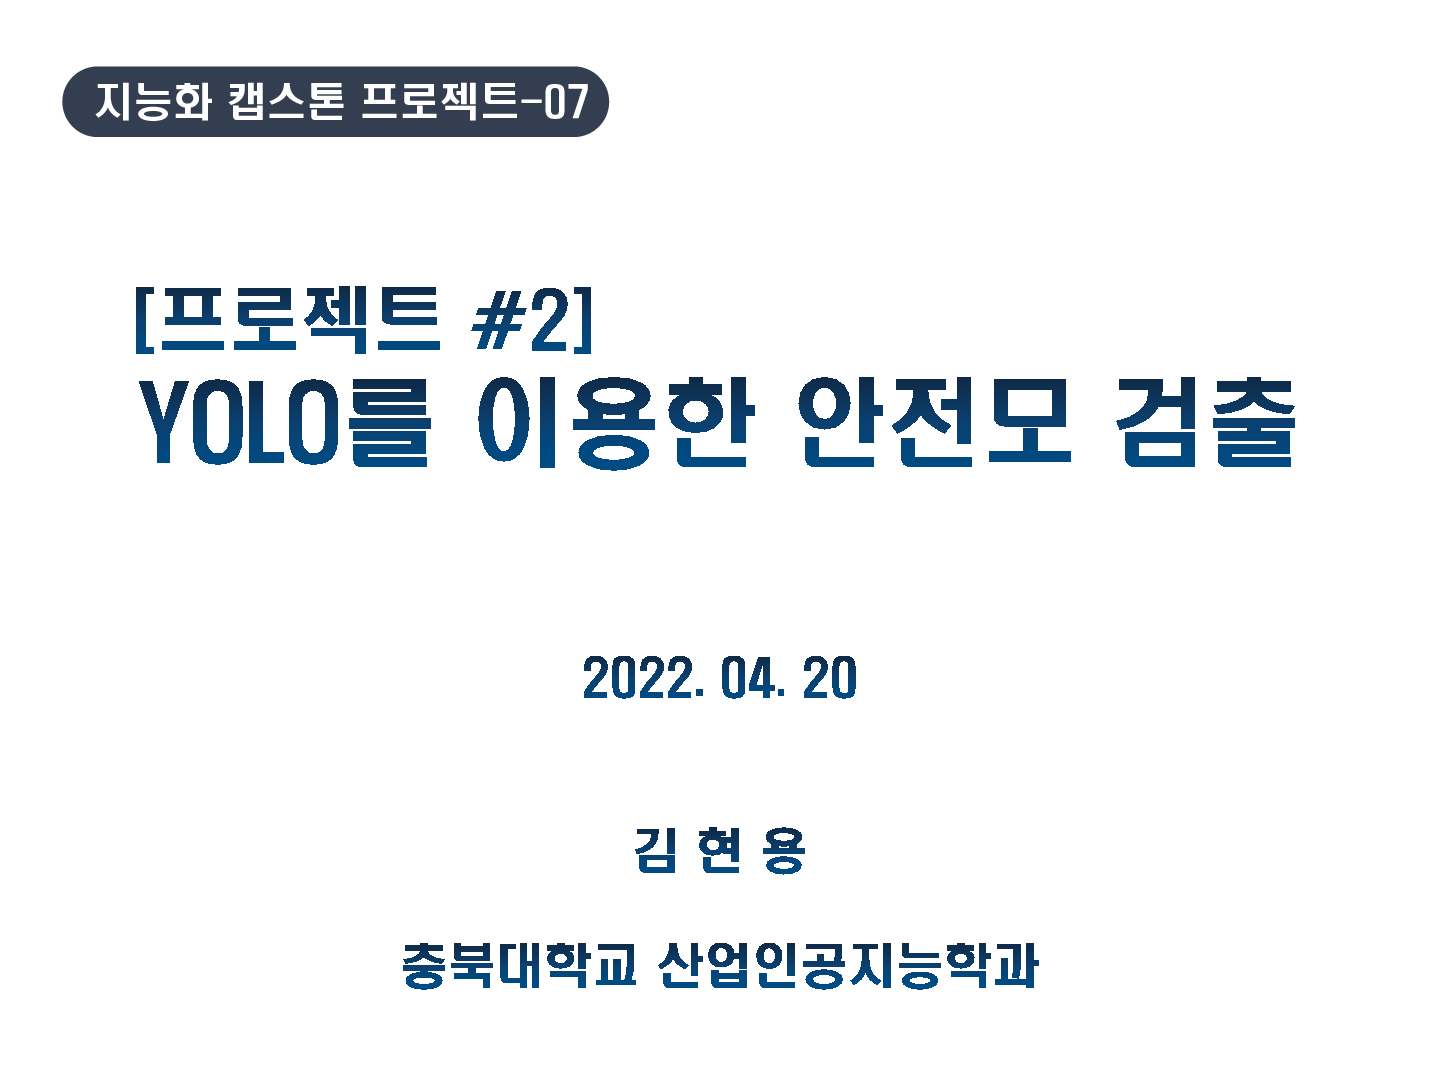 지능화 캡스톤 프로젝트-07
[프로젝트 #2]
YOLO를 이용한 안전모 검출
2022. 04. 20
김 현 용
충북대학교 산업인공지능학과